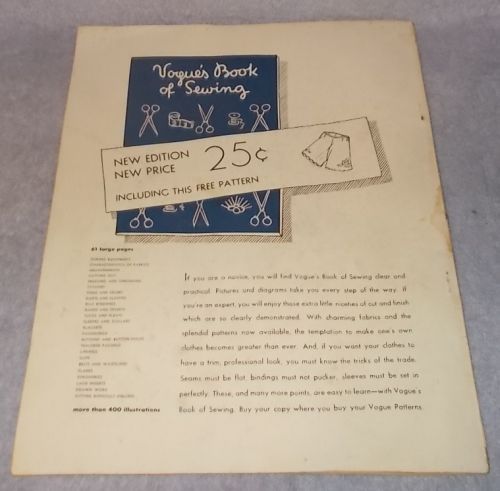 Vogue's Book
of Sewing
NEW EDITION
NEW PRICE
25¢
INCLUDING THIS FREE PATTERN
61 large pages
BIAS BINDINGS
more than 400 illustrations
If you are a novice, you will find Vogue's Book of Sewing clear and
practical. Pictures and diagrams take you every step of the way. If
you're an expert, you will enjoy those extra little niceties of cut and finish
which are so clearly demonstrated. With charming fabrics and the
splendid patterns now available, the temptation to make one's own
clothes becomes greater than ever. And, if you want your clothes to
have a trim, professional look, you must know the tricks of the trade.
Seams must be flat, bindings must not pucker, sleeves must be set in
perfectly. These, and many more points, are easy to learn—with Vogue's
Book of Sewing. Buy your copy where you buy your Vogue Patterns.